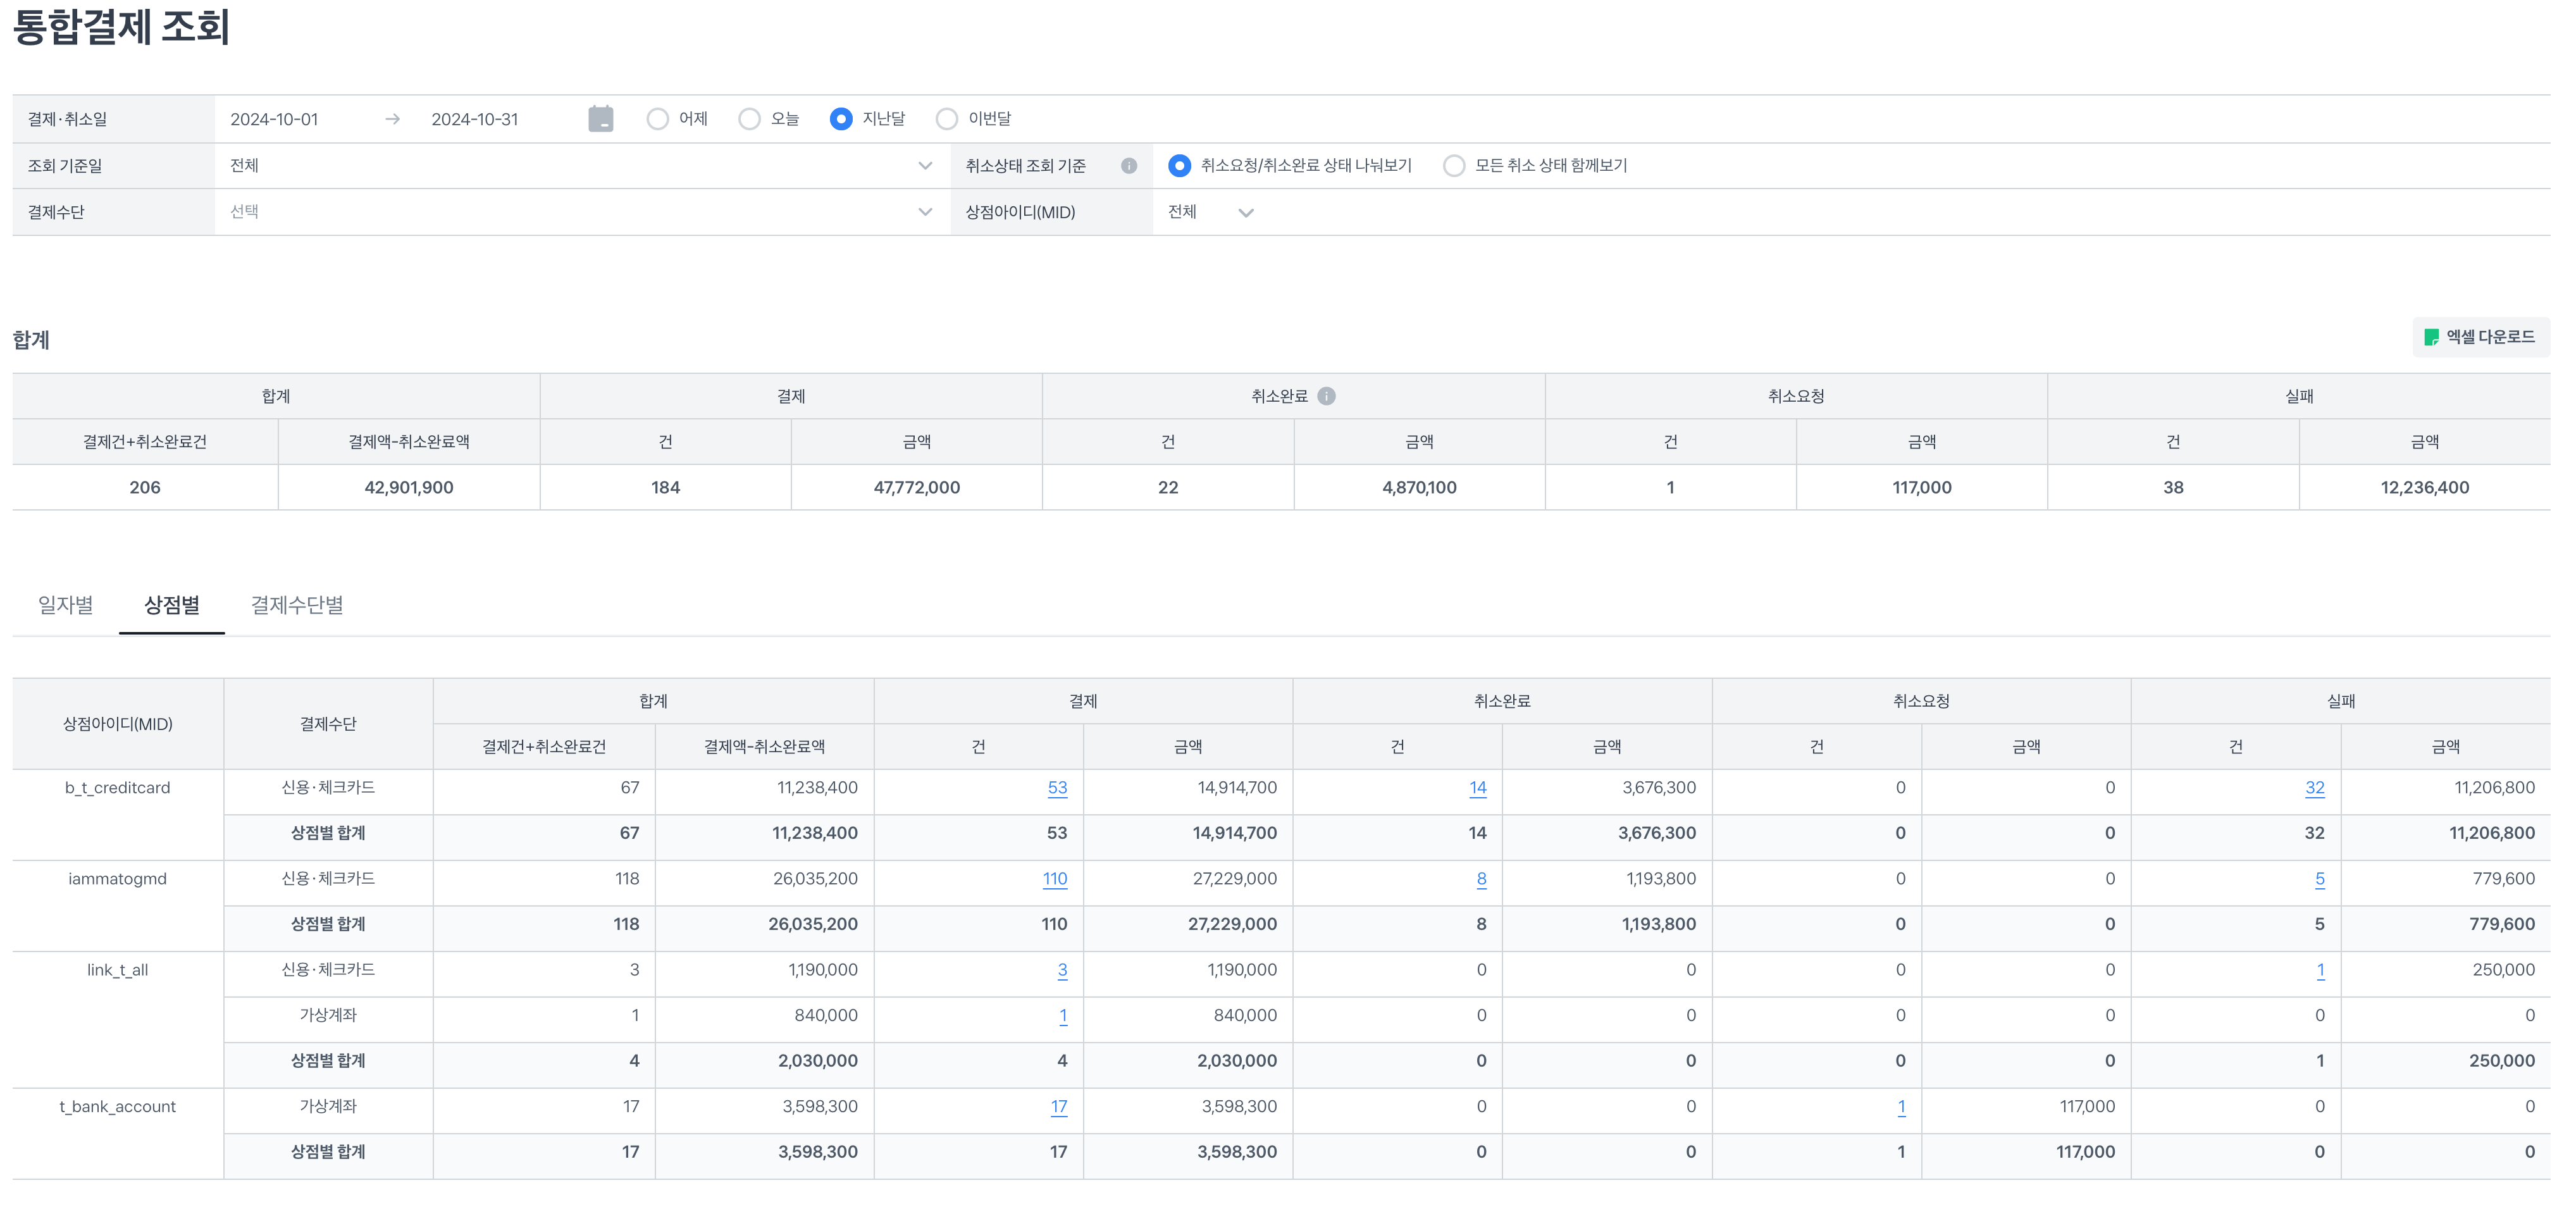 통합결제 조회
결제·취소일 2024-10-01 → 2024-10-31 어제 오늘 지난달 이번달
조회 기준일 전체 취소상태 조회 기준 취소요청/취소완료 상태 나눠보기 모든 취소 상태 함께보기
결제수단 선택 상점아이디(MID) 전체
합계 엑셀 다운로드
합계 결제 취소완료 취소요청 실패
결제건+취소완료건 결제액-취소완료액 건 금액 건 금액 건 금액 건 금액
206 42,901,900 184 47,772,000 22 4,870,100 1 117,000 38 12,236,400
일자별 상점별 결제수단별
상점아이디(MID) 결제수단 합계 결제 취소완료 취소요청 실패
결제건+취소완료건 결제액-취소완료액 건 금액 건 금액 건 금액 건 금액
b_t_creditcard 신용·체크카드 67 11,238,400 53 14,914,700 14 3,676,300 0 0 32 11,206,800
상점별 합계 67 11,238,400 53 14,914,700 14 3,676,300 0 0 32 11,206,800
iammatogmd 신용·체크카드 118 26,035,200 110 27,229,000 8 1,193,800 0 0 5 779,600
상점별 합계 118 26,035,200 110 27,229,000 8 1,193,800 0 0 5 779,600
link_t_all 신용·체크카드 3 1,190,000 3 1,190,000 0 0 0 0 1 250,000
가상계좌 1 840,000 1 840,000 0 0 0 0 0 0
상점별 합계 4 2,030,000 4 2,030,000 0 0 0 0 1 250,000
t_bank_account 가상계좌 17 3,598,300 17 3,598,300 0 0 1 117,000 0 0
상점별 합계 17 3,598,300 17 3,598,300 0 0 1 117,000 0 0